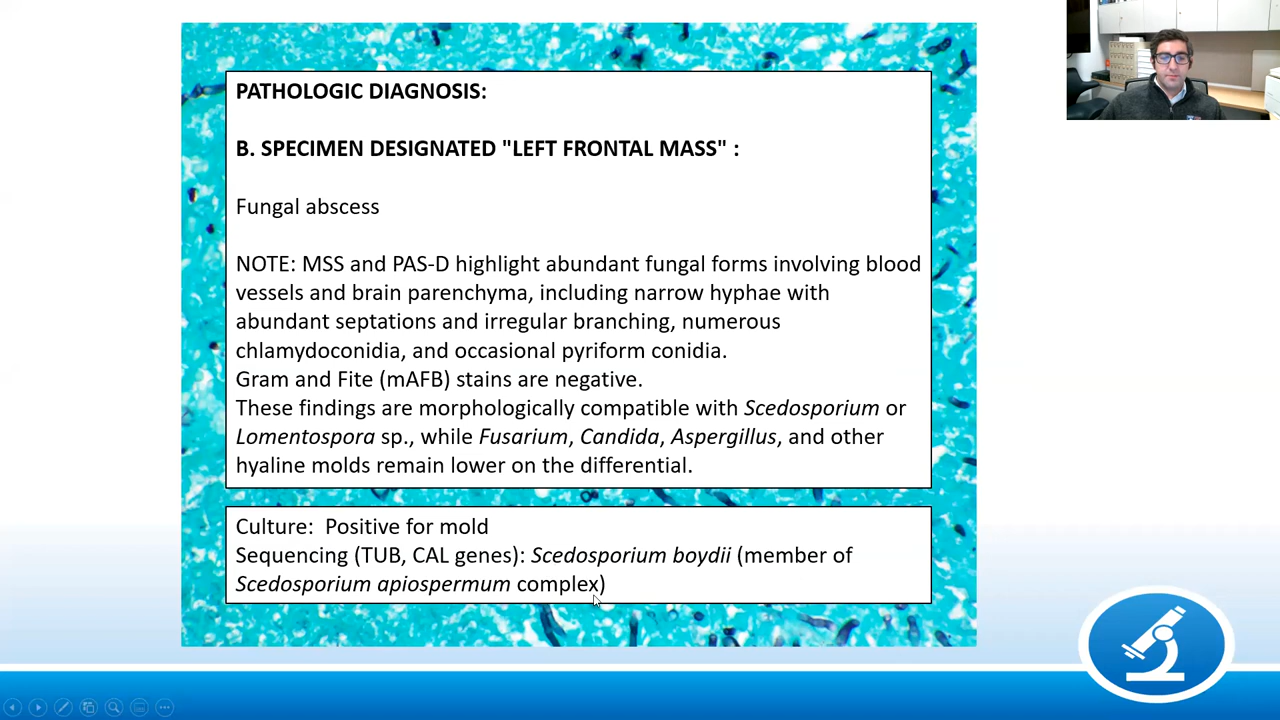 PATHOLOGIC DIAGNOSIS:
B. SPECIMEN DESIGNATED "LEFT FRONTAL MASS" :
Fungal abscess
NOTE: MSS and PAS-D highlight abundant fungal forms involving blood
vessels and brain parenchyma, including narrow hyphae with
abundant septations and irregular branching, numerous
chlamydoconidia, and occasional pyriform conidia.
Gram and Fite (mAFB) stains are negative.
These findings are morphologically compatible with Scedosporium or
Lomentospora sp., while Fusarium, Candida, Aspergillus, and other
hyaline molds remain lower on the differential.
Culture:  Positive for mold
Sequencing (TUB, CAL genes): Scedosporium boydii (member of
Scedosporium apiospermum complex)